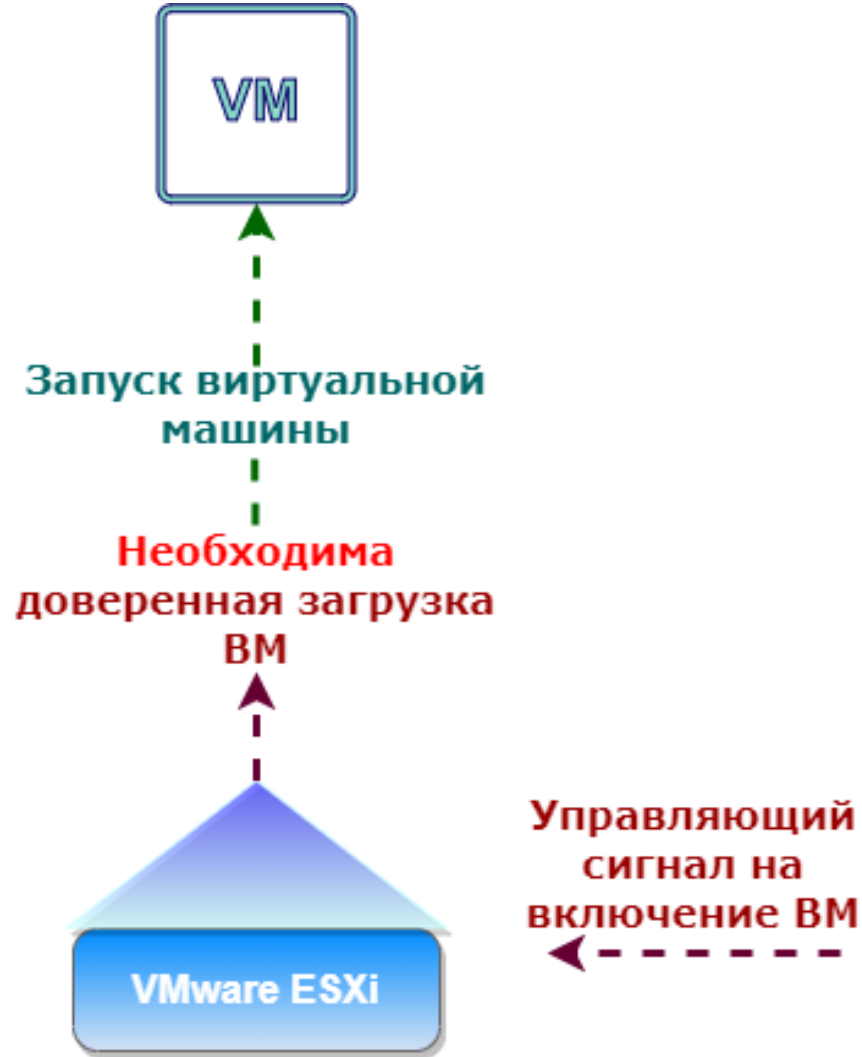 VM
Запуск виртуальной
машины
Необходима
доверенная загрузка
ВМ
Управляющий
сигнал на
включение ВМ
VMware ESXi